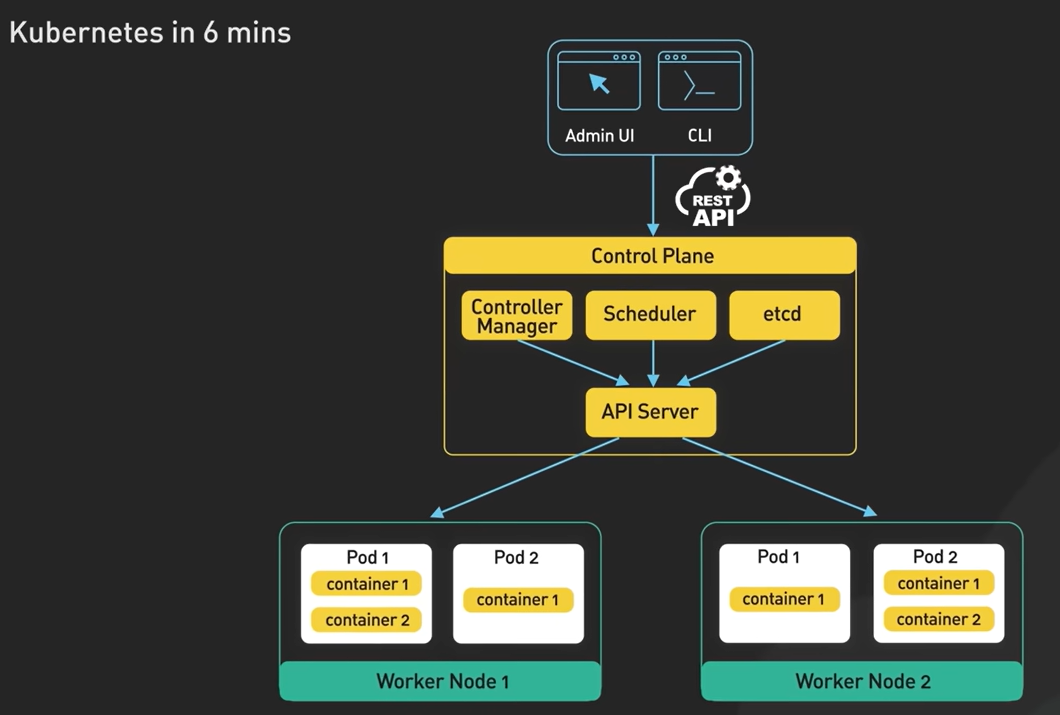 Kubernetes in 6 mins
Admin UI
CLI
REST
API
Control Plane
Controller
Manager
Scheduler
etcd
API Server
Pod 1
container 1
container 2
Pod 2
container 1
Worker Node 1
Pod 1
container 1
Pod 2
container 1
container 2
Worker Node 2